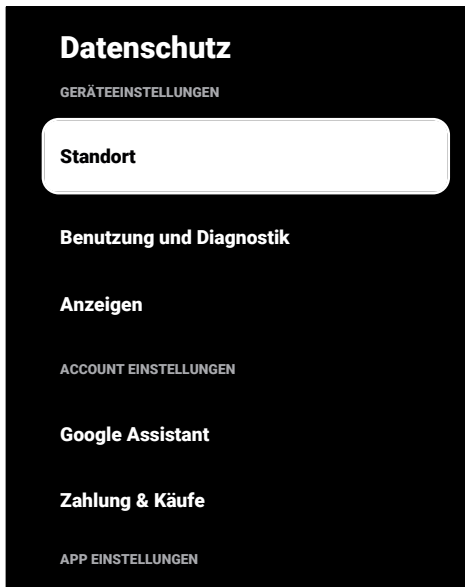 Datenschutz
GERÄTEEINSTELLUNGEN
Standort
Benutzung und Diagnostik
Anzeigen
ACCOUNT EINSTELLUNGEN
Google Assistant
Zahlung & Käufe
APP EINSTELLUNGEN